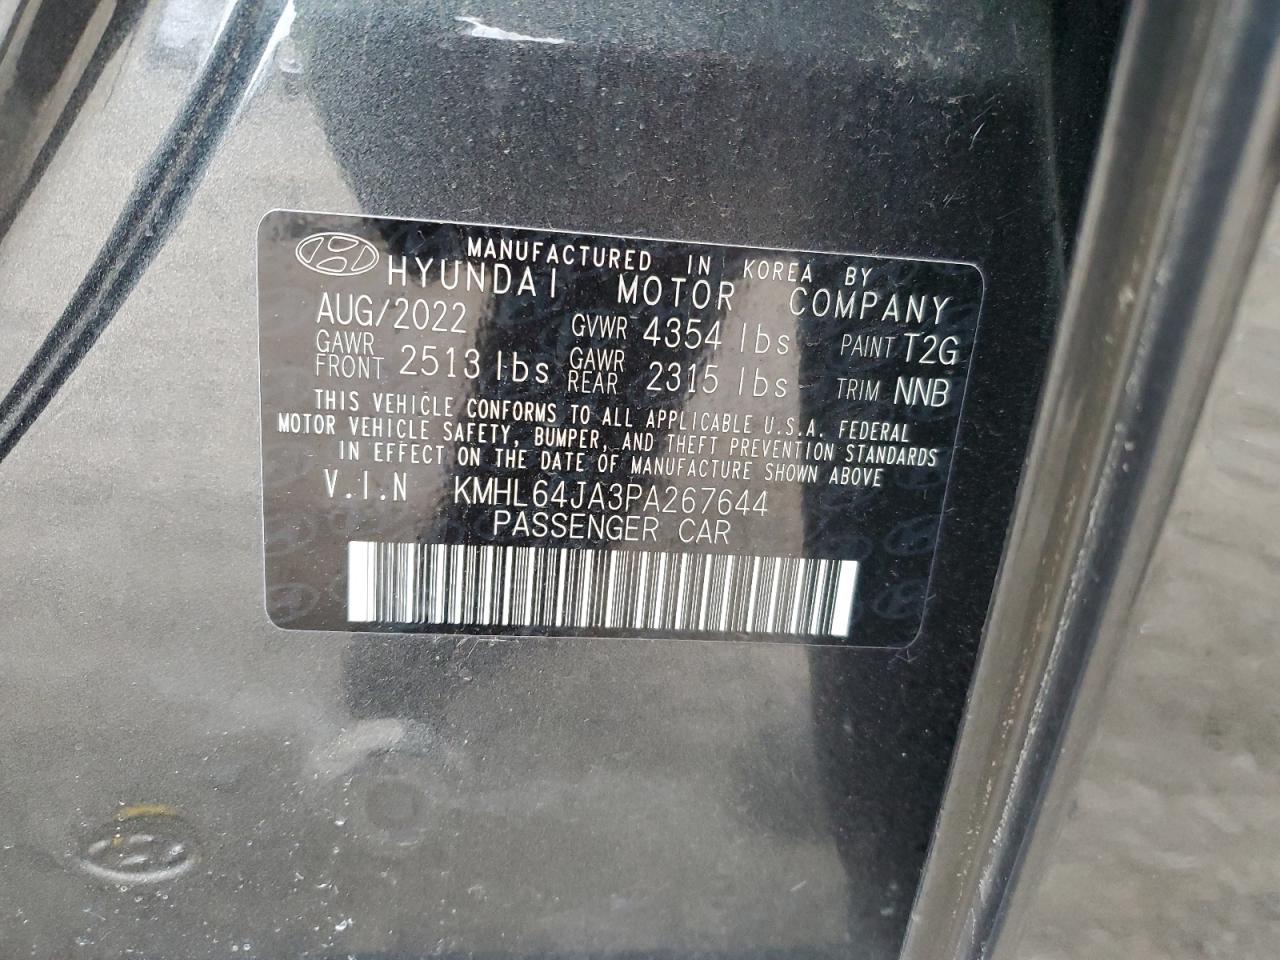 MANUFACTURED IN KOREA BY
HYUNDAI MOTOR COMPANY
AUG/2022 GVWR 4354 lbs PAINT T2G
GAWR FRONT 2513 lbs GAWR REAR 2315 lbs TRIM NNB
THIS VEHICLE CONFORMS TO ALL APPLICABLE U.S.A. FEDERAL
MOTOR VEHICLE SAFETY, BUMPER, AND THEFT PREVENTION STANDARDS
IN EFFECT ON THE DATE OF MANUFACTURE SHOWN ABOVE
V.I.N KMHL64JA3PA267644
PASSENGER CAR